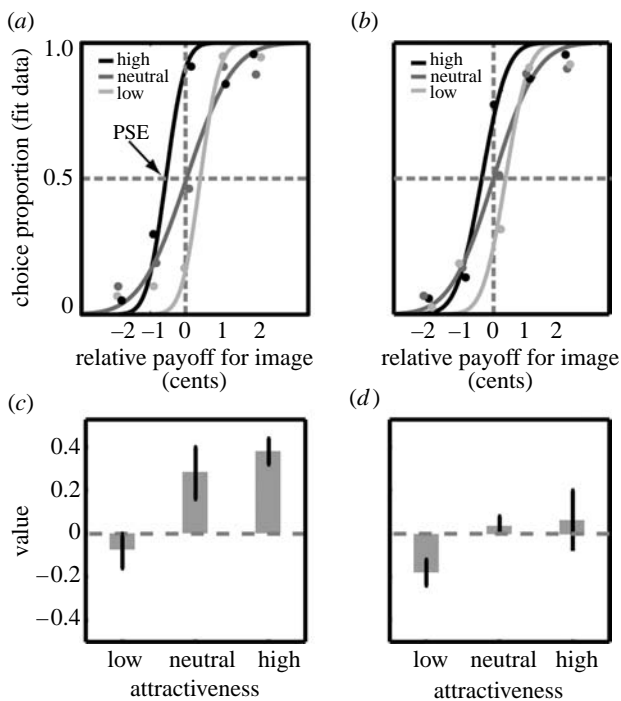 (a)
(b)
choice proportion (fit data)
1.0
0.5
0
high
neutral
low
PSE
high
neutral
low
−2 −1 0 1 2
−2 −1 0 1 2
relative payoff for image
(cents)
relative payoff for image
(cents)
(c)
(d)
value
0.4
0.2
0
−0.2
−0.4
low neutral high
attractiveness
low neutral high
attractiveness